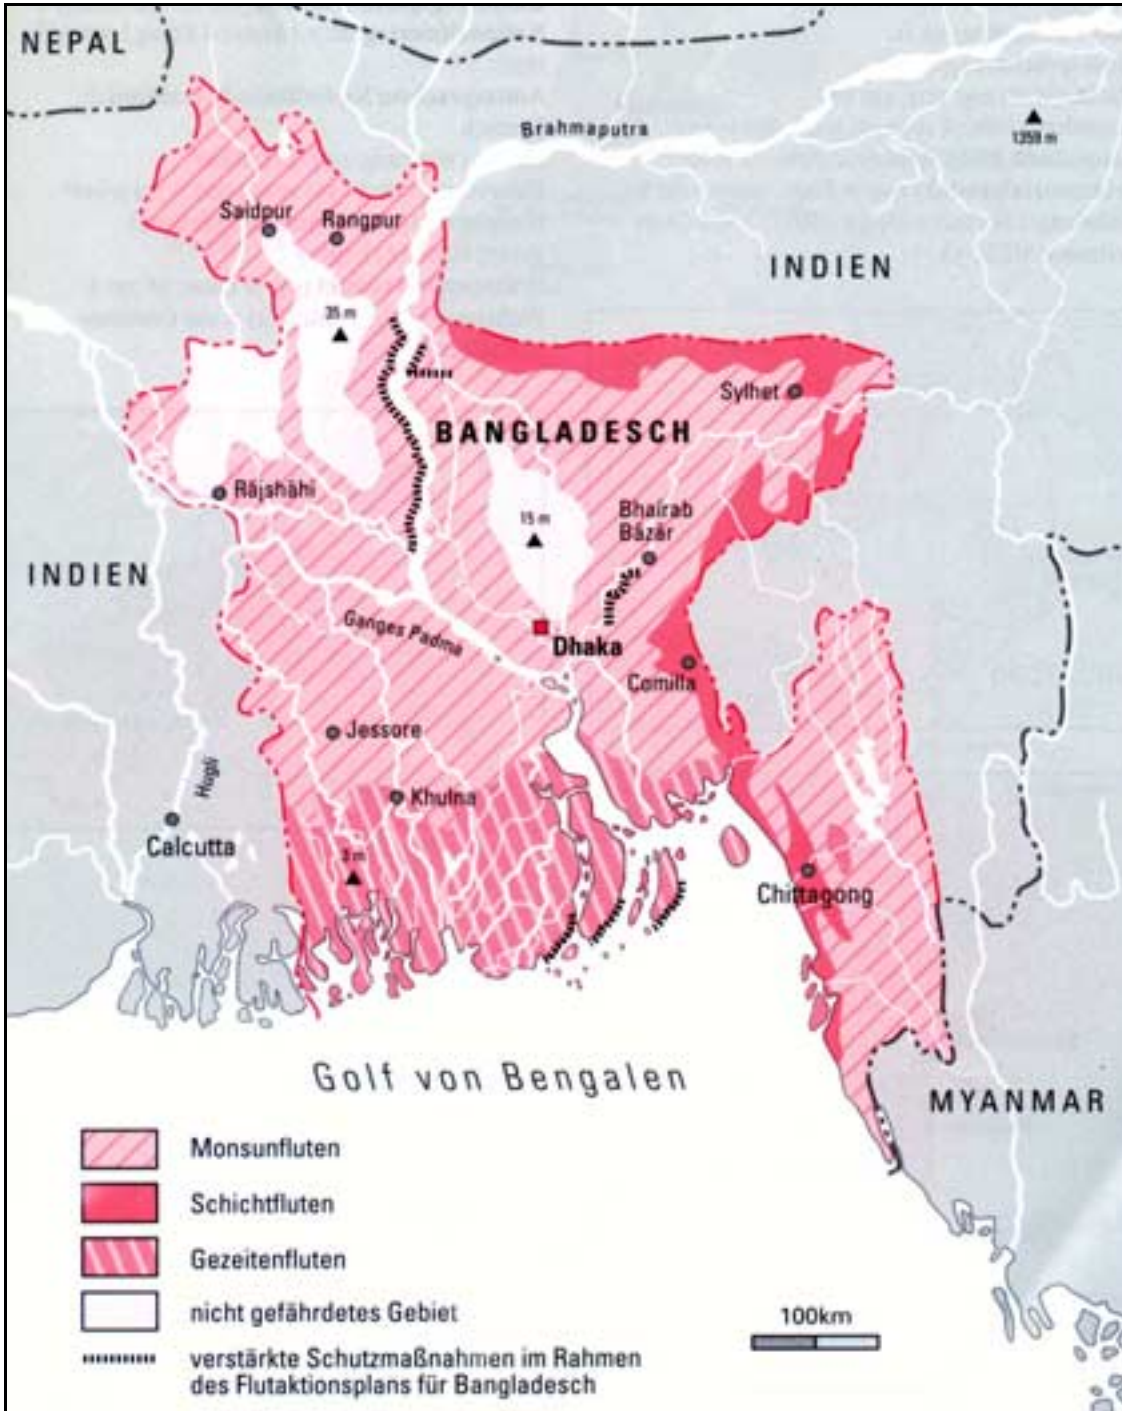 NEPAL
Brahmaputra
1359 m
Saidpur
Rangpur
INDIEN
35 m
Sylhet
BANGLADESCH
Râjshâhi
15 m
Bhairab
Bâzâr
INDIEN
Ganges Padma
Dhaka
Comilla
Jessore
Hugli
Khulna
Calcutta
3 m
Chittagong
Golf von Bengalen
MYANMAR
Monsunfluten
Schichtfluten
Gezeitenfluten
nicht gefährdetes Gebiet
100km
verstärkte Schutzmaßnahmen im Rahmen
des Flutaktionsplans für Bangladesch